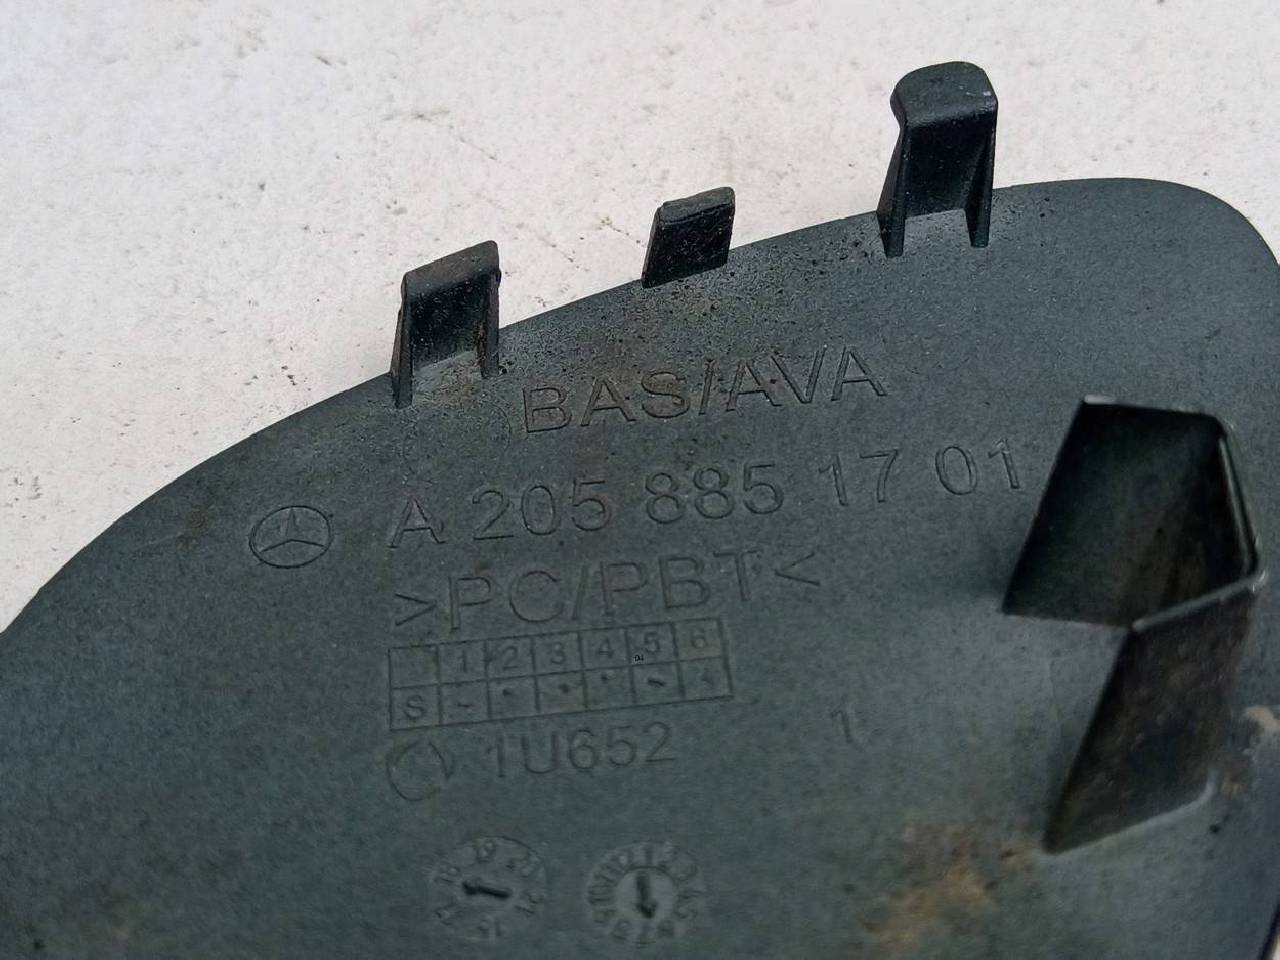 BAS/AVA
A 205 885 17 01
>PC/PBT<
1 2 3 4 5 6
S
1U652 1